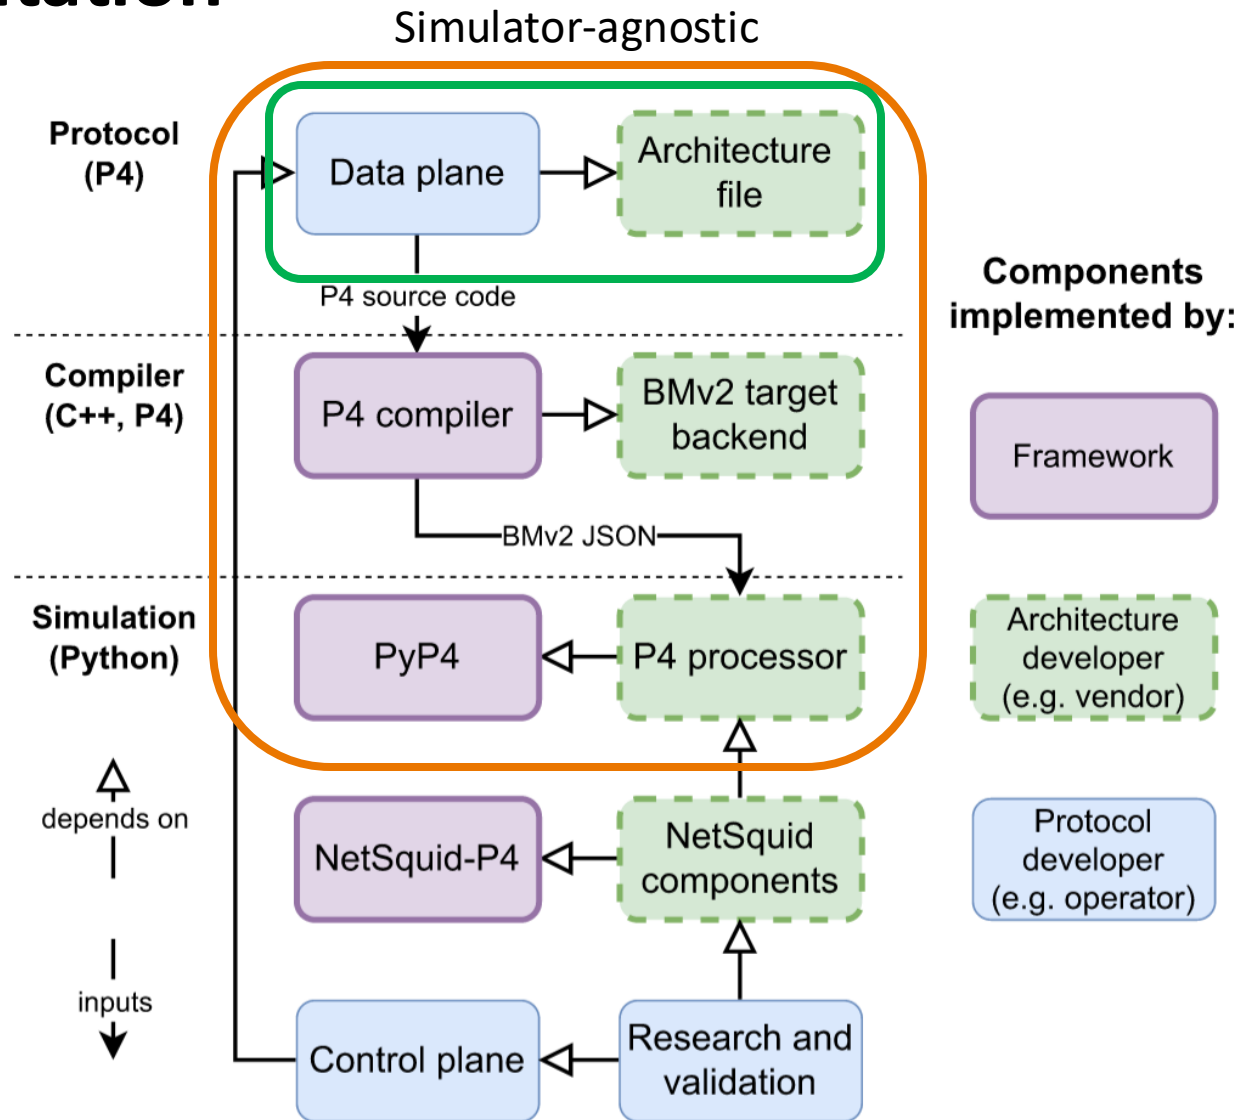 Simulator-agnostic
Protocol
(P4)
Data plane
Architecture
file
P4 source code
Components
implemented by:
Compiler
(C++, P4)
P4 compiler
BMv2 target
backend
Framework
BMv2 JSON
Simulation
(Python)
PyP4
P4 processor
Architecture
developer
(e.g. vendor)
depends on
NetSquid-P4
NetSquid
components
Protocol
developer
(e.g. operator)
inputs
Control plane
Research and
validation